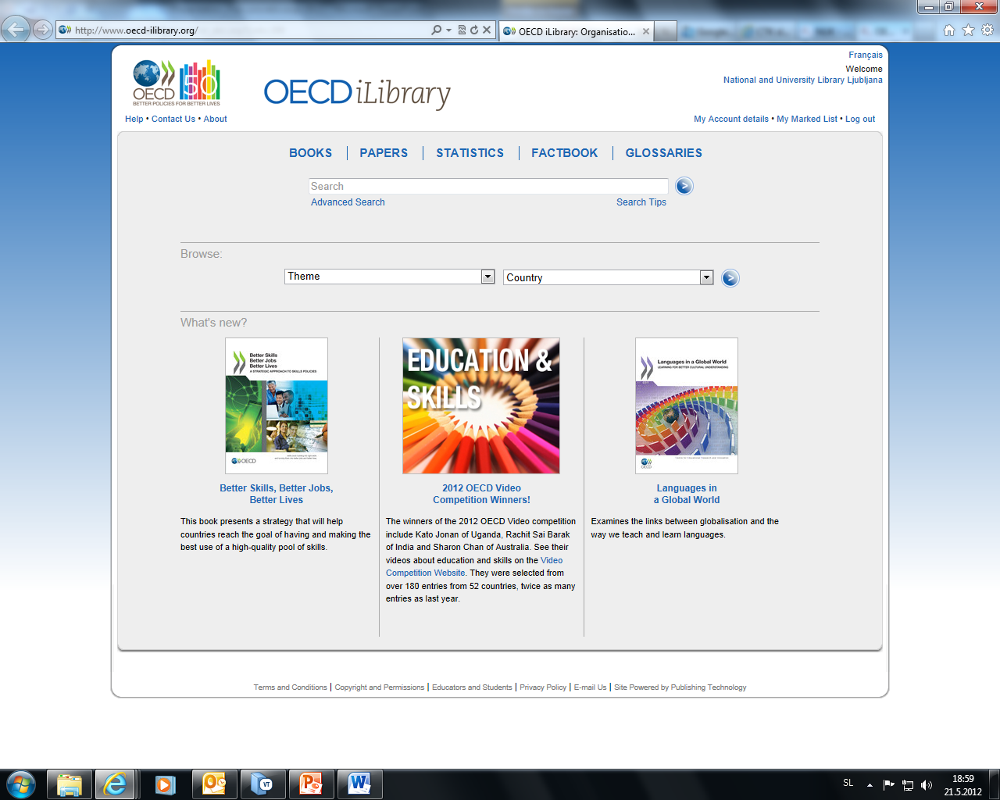 http://www.oecd-ilibrary.org/
OECD iLibrary: Organisatio...
Français
Welcome
National and University Library Ljubljana
OECD 50
BETTER POLICIES FOR BETTER LIVES
OECD iLibrary
Help • Contact Us • About
My Account details • My Marked List • Log out
BOOKS | PAPERS | STATISTICS | FACTBOOK | GLOSSARIES
Search
Advanced Search
Search Tips
Browse:
Theme
Country
What's new?
Better Skills
Better Jobs
Better Lives
A STRATEGIC APPROACH TO SKILLS POLICIES
OECD
Better Skills, Better Jobs,
Better Lives
This book presents a strategy that will help
countries reach the goal of having and making the
best use of a high-quality pool of skills.
EDUCATION &
SKILLS
2012 OECD Video
Competition Winners!
The winners of the 2012 OECD Video competition
include Kato Jonan of Uganda, Rachit Sai Barak
of India and Sharon Chan of Australia. See their
videos about education and skills on the Video
Competition Website. They were selected from
over 180 entries from 52 countries, twice as many
entries as last year.
Languages in a Global World
LEARNING FOR BETTER CULTURAL UNDERSTANDING
OECD
Languages in
a Global World
Examines the links between globalisation and the
way we teach and learn languages.
Terms and Conditions | Copyright and Permissions | Educators and Students | Privacy Policy | E-mail Us | Site Powered by Publishing Technology
VT
SL
18:59
21.5.2012